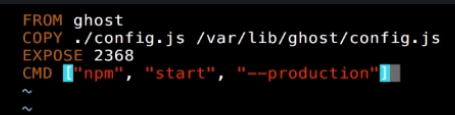 FROM ghost
COPY ./config.js /var/lib/ghost/config.js
EXPOSE 2368
CMD ["npm", "start", "--production"]
~
~